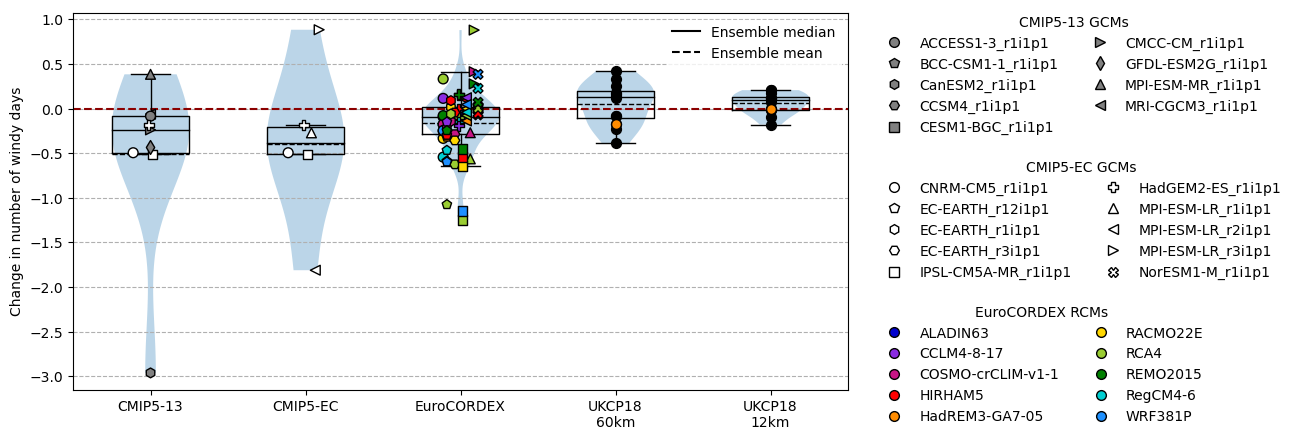 Change in number of windy days
1.0
0.5
0.0
−0.5
−1.0
−1.5
−2.0
−2.5
−3.0
Ensemble median
Ensemble mean
CMIP5-13
CMIP5-EC
EuroCORDEX
UKCP18
60km
UKCP18
12km
CMIP5-13 GCMs
ACCESS1-3_r1i1p1
BCC-CSM1-1_r1i1p1
CanESM2_r1i1p1
CCSM4_r1i1p1
CESM1-BGC_r1i1p1
CMCC-CM_r1i1p1
GFDL-ESM2G_r1i1p1
MPI-ESM-MR_r1i1p1
MRI-CGCM3_r1i1p1
CMIP5-EC GCMs
CNRM-CM5_r1i1p1
EC-EARTH_r12i1p1
EC-EARTH_r1i1p1
EC-EARTH_r3i1p1
IPSL-CM5A-MR_r1i1p1
HadGEM2-ES_r1i1p1
MPI-ESM-LR_r1i1p1
MPI-ESM-LR_r2i1p1
MPI-ESM-LR_r3i1p1
NorESM1-M_r1i1p1
EuroCORDEX RCMs
ALADIN63
CCLM4-8-17
COSMO-crCLIM-v1-1
HIRHAM5
HadREM3-GA7-05
RACMO22E
RCA4
REMO2015
RegCM4-6
WRF381P